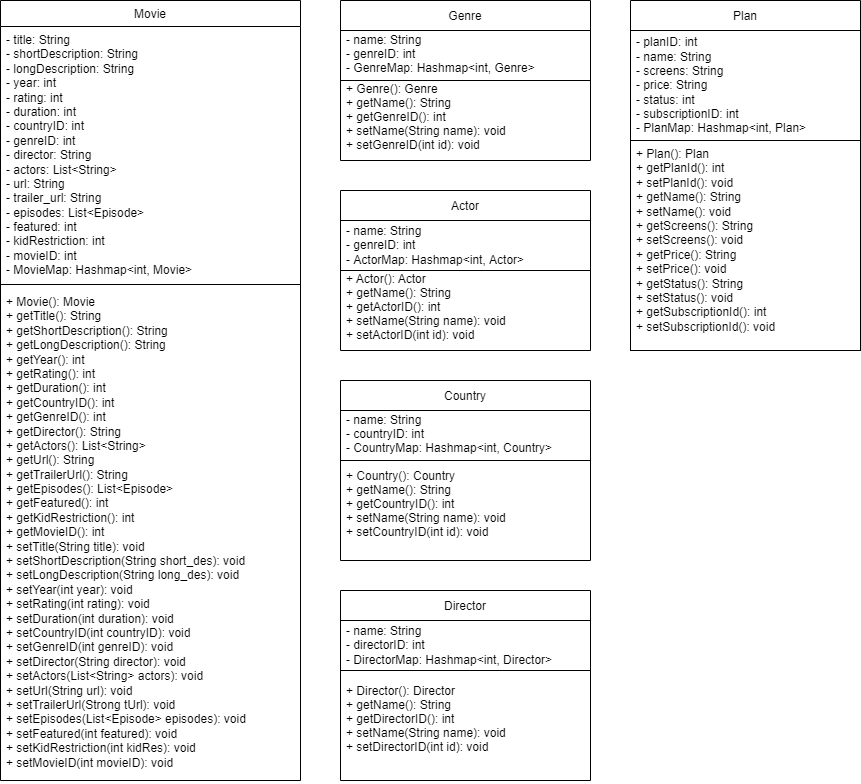 Movie
- title: String
- shortDescription: String
- longDescription: String
- year: int
- rating: int
- duration: int
- countryID: int
- genreID: int
- director: String
- actors: List<String>
- url: String
- trailer_url: String
- episodes: List<Episode>
- featured: int
- kidRestriction: int
- movieID: int
- MovieMap: Hashmap<int, Movie>
+ Movie(): Movie
+ getTitle(): String
+ getShortDescription(): String
+ getLongDescription(): String
+ getYear(): int
+ getRating(): int
+ getDuration(): int
+ getCountryID(): int
+ getGenreID(): int
+ getDirector(): String
+ getActors(): List<String>
+ getUrl(): String
+ getTrailerUrl(): String
+ getEpisodes(): List<Episode>
+ getFeatured(): int
+ getKidRestriction(): int
+ getMovieID(): int
+ setTitle(String title): void
+ setShortDescription(String short_des): void
+ setLongDescription(String long_des): void
+ setYear(int year): void
+ setRating(int rating): void
+ setDuration(int duration): void
+ setCountryID(int countryID): void
+ setGenreID(int genreID): void
+ setDirector(String director): void
+ setActors(List<String> actors): void
+ setUrl(String url): void
+ setTrailerUrl(Strong tUrl): void
+ setEpisodes(List<Episode> episodes): void
+ setFeatured(int featured): void
+ setKidRestriction(int kidRes): void
+ setMovieID(int movieID): void
Genre
- name: String
- genreID: int
- GenreMap: Hashmap<int, Genre>
+ Genre(): Genre
+ getName(): String
+ getGenreID(): int
+ setName(String name): void
+ setGenreID(int id): void
Actor
- name: String
- genreID: int
- ActorMap: Hashmap<int, Actor>
+ Actor(): Actor
+ getName(): String
+ getActorID(): int
+ setName(String name): void
+ setActorID(int id): void
Country
- name: String
- countryID: int
- CountryMap: Hashmap<int, Country>
+ Country(): Country
+ getName(): String
+ getCountryID(): int
+ setName(String name): void
+ setCountryID(int id): void
Director
- name: String
- directorID: int
- DirectorMap: Hashmap<int, Director>
+ Director(): Director
+ getName(): String
+ getDirectorID(): int
+ setName(String name): void
+ setDirectorID(int id): void
Plan
- planID: int
- name: String
- screens: String
- price: String
- status: int
- subscriptionID: int
- PlanMap: Hashmap<int, Plan>
+ Plan(): Plan
+ getPlanId(): int
+ setPlanId(): void
+ getName(): String
+ setName(): void
+ getScreens(): String
+ setScreens(): void
+ getPrice(): String
+ setPrice(): void
+ getStatus(): String
+ setStatus(): void
+ getSubscriptionId(): int
+ setSubscriptionId(): void